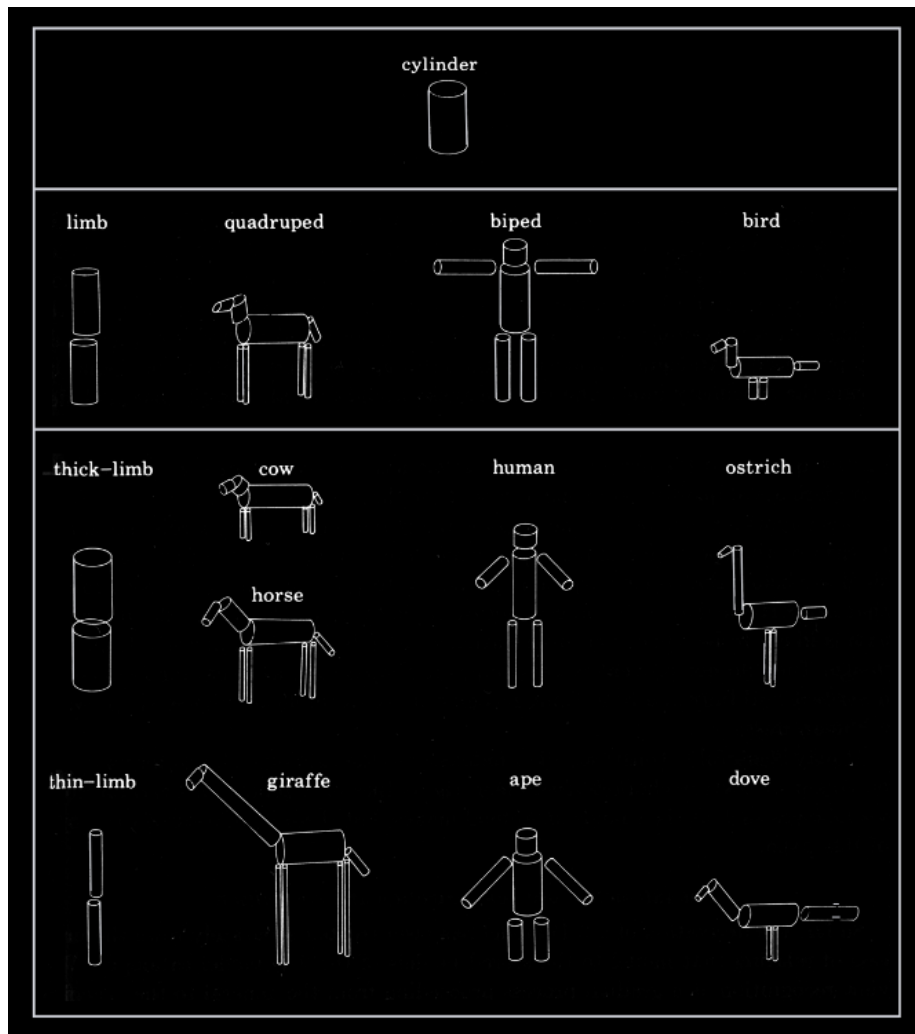 cylinder
limb
quadruped
biped
bird
thick-limb
cow
human
ostrich
horse
thin-limb
giraffe
ape
dove